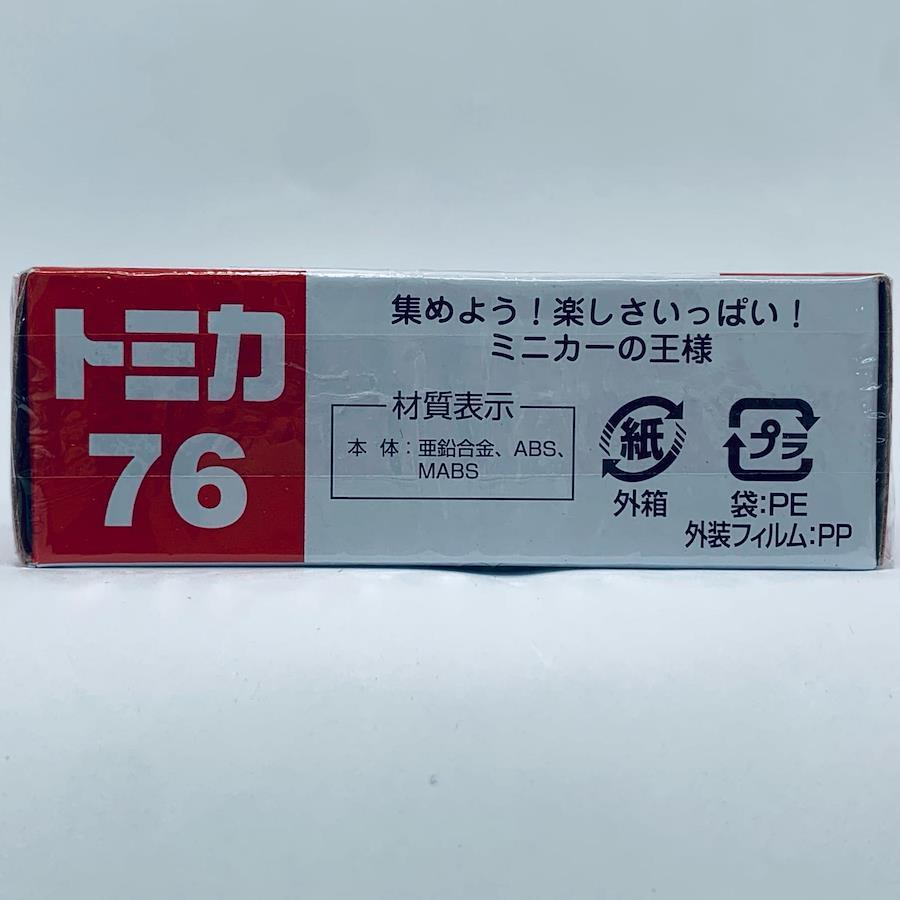 トミカ
76
集めよう！楽しさいっぱい！
ミニカーの王様
材質表示
本 体：亜鉛合金、ABS、
MABS
紙
外箱
プラ
袋：PE
外装フィルム：PP